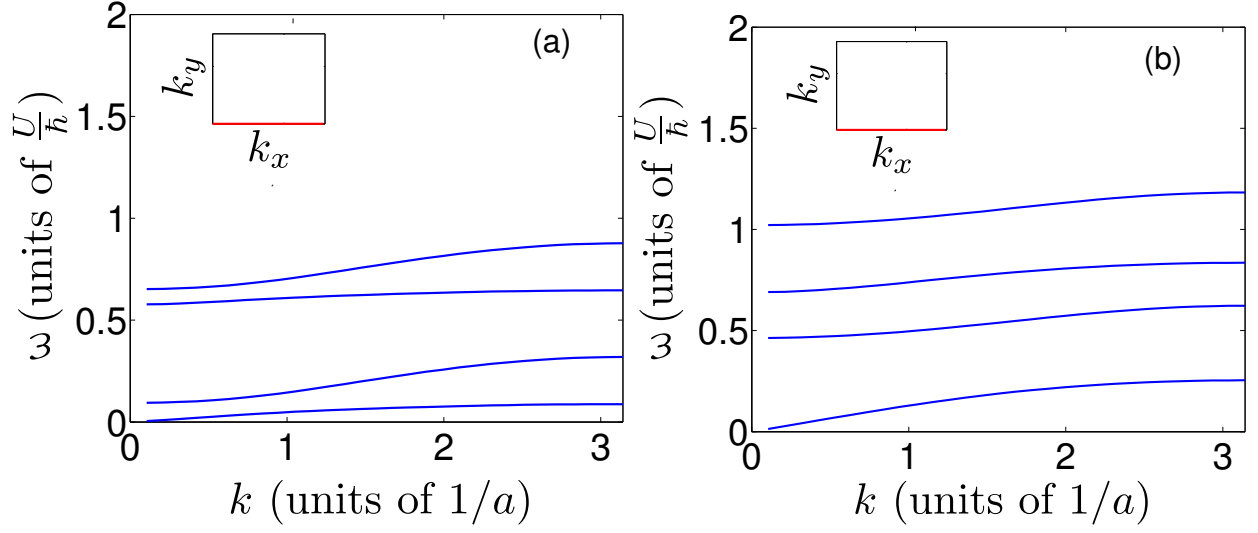 (a)
2
1.5
1
0.5
0
0 1 2 3
ω (units of U/ħ)
k (units of 1/a)
k_y
k_x
(b)
2
1.5
1
0.5
0
0 1 2 3
ω (units of U/ħ)
k (units of 1/a)
k_y
k_x